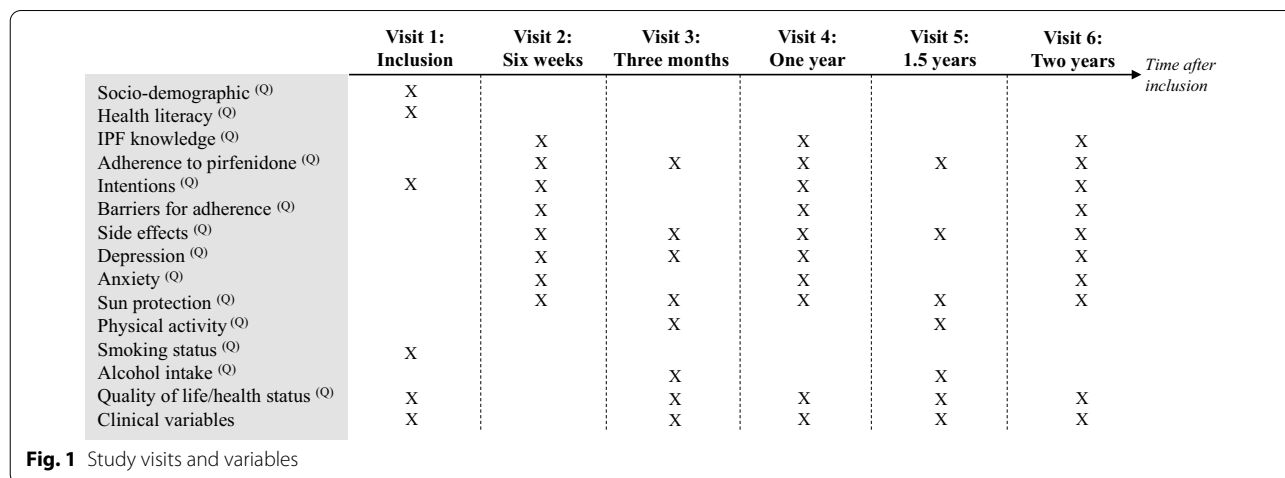 Visit 1: Visit 2: Visit 3: Visit 4: Visit 5: Visit 6:
Inclusion Six weeks Three months One year 1.5 years Two years
Time after
inclusion
Socio-demographic (Q) X
Health literacy (Q) X
IPF knowledge (Q) X X X
Adherence to pirfenidone (Q) X X X X X
Intentions (Q) X X X X
Barriers for adherence (Q) X X X
Side effects (Q) X X X X X
Depression (Q) X X X X
Anxiety (Q) X X X
Sun protection (Q) X X X X X
Physical activity (Q) X X
Smoking status (Q) X
Alcohol intake (Q) X X
Quality of life/health status (Q) X X X X X
Clinical variables X X X X X
Fig. 1 Study visits and variables